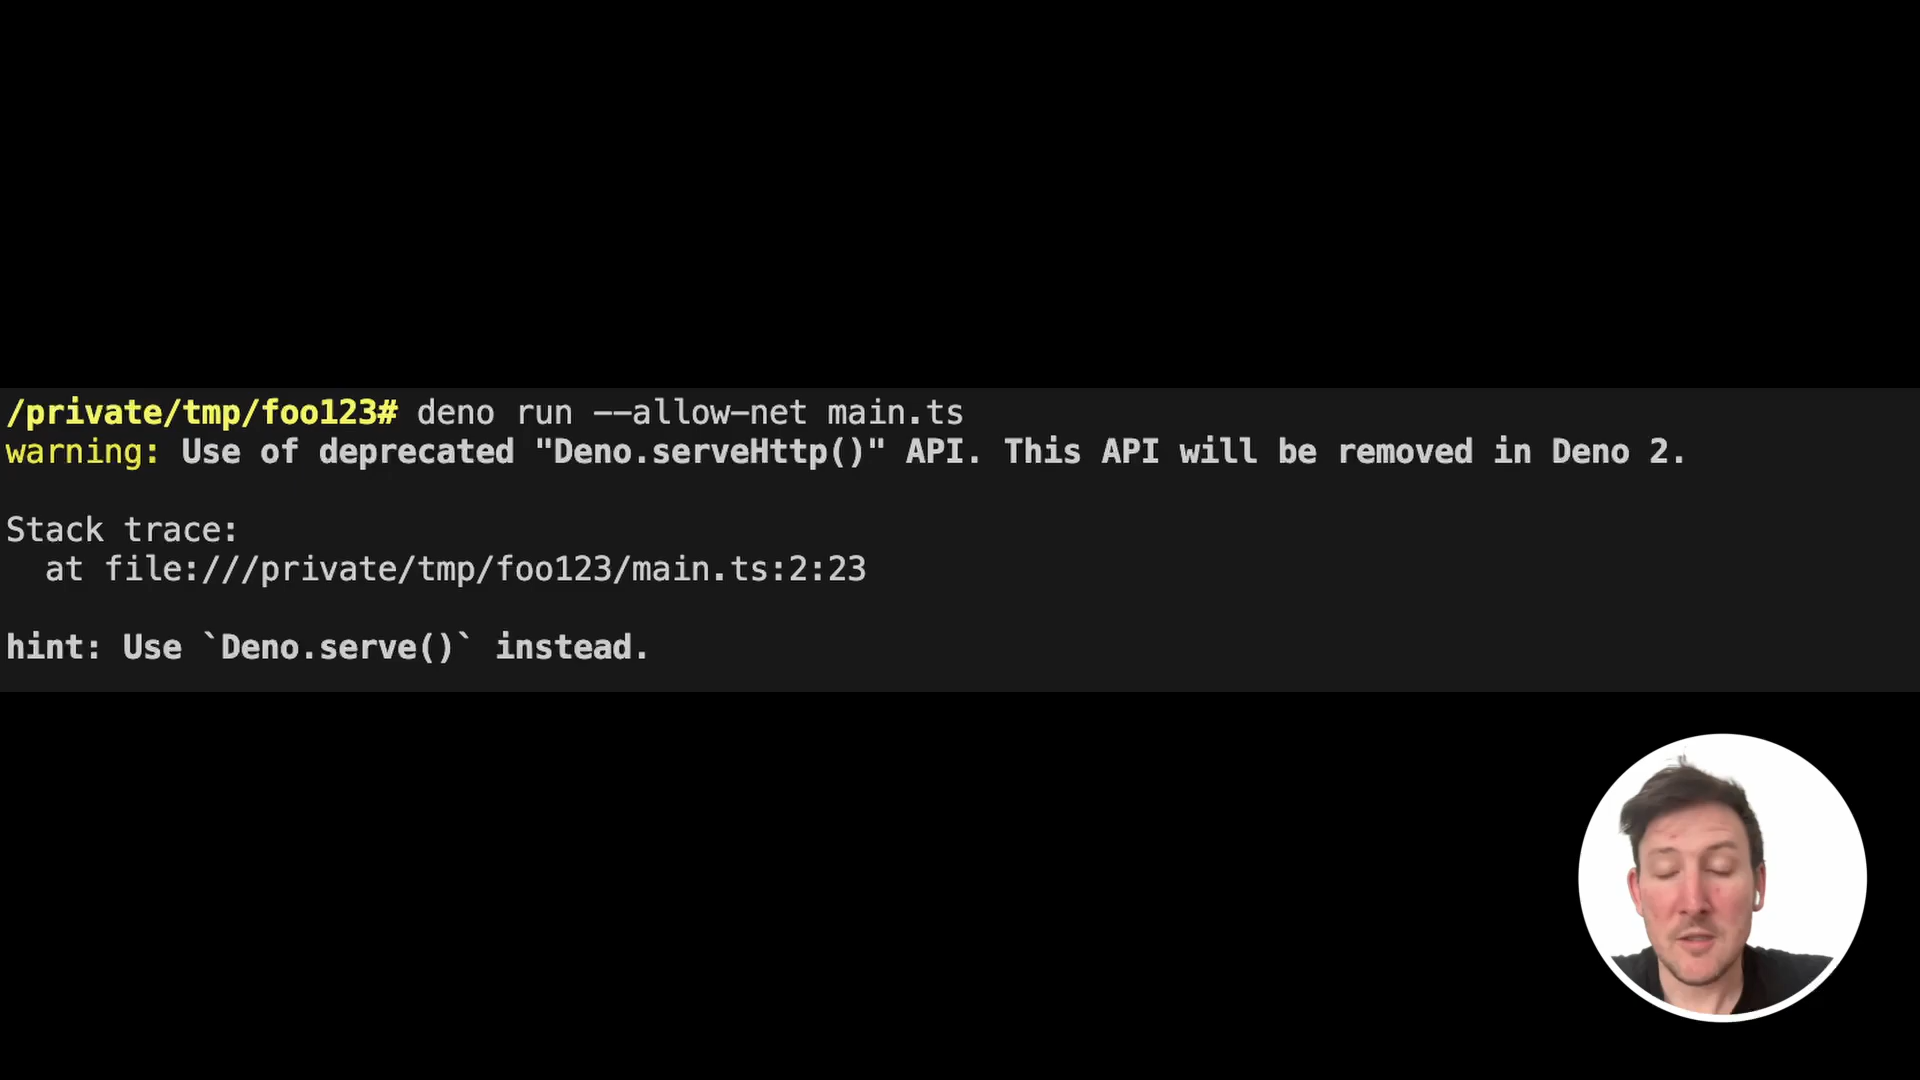 /private/tmp/foo123# deno run --allow-net main.ts
warning: Use of deprecated "Deno.serveHttp()" API. This API will be removed in Deno 2.
Stack trace:
at file:///private/tmp/foo123/main.ts:2:23
hint: Use `Deno.serve()` instead.